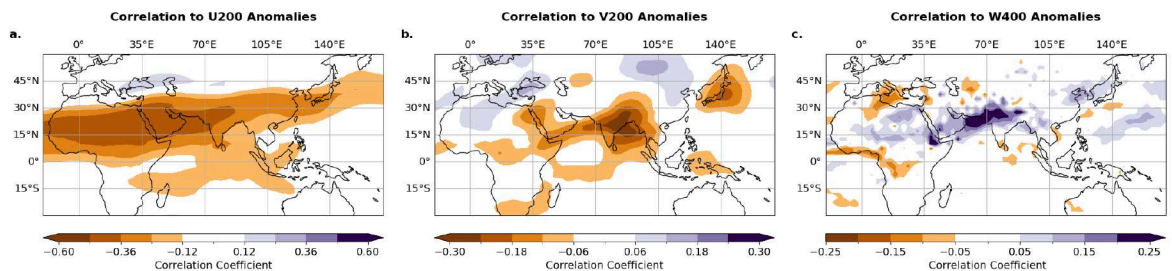 Correlation to U200 Anomalies
a.
0° 35°E 70°E 105°E 140°E
45°N
30°N
15°N
0°
15°S
−0.60 −0.36 −0.12 0.12 0.36 0.60
Correlation Coefficient
Correlation to V200 Anomalies
b.
0° 35°E 70°E 105°E 140°E
45°N
30°N
15°N
0°
15°S
−0.30 −0.18 −0.06 0.06 0.18 0.30
Correlation Coefficient
Correlation to W400 Anomalies
c.
0° 35°E 70°E 105°E 140°E
45°N
30°N
15°N
0°
15°S
−0.25 −0.15 −0.05 0.05 0.15 0.25
Correlation Coefficient